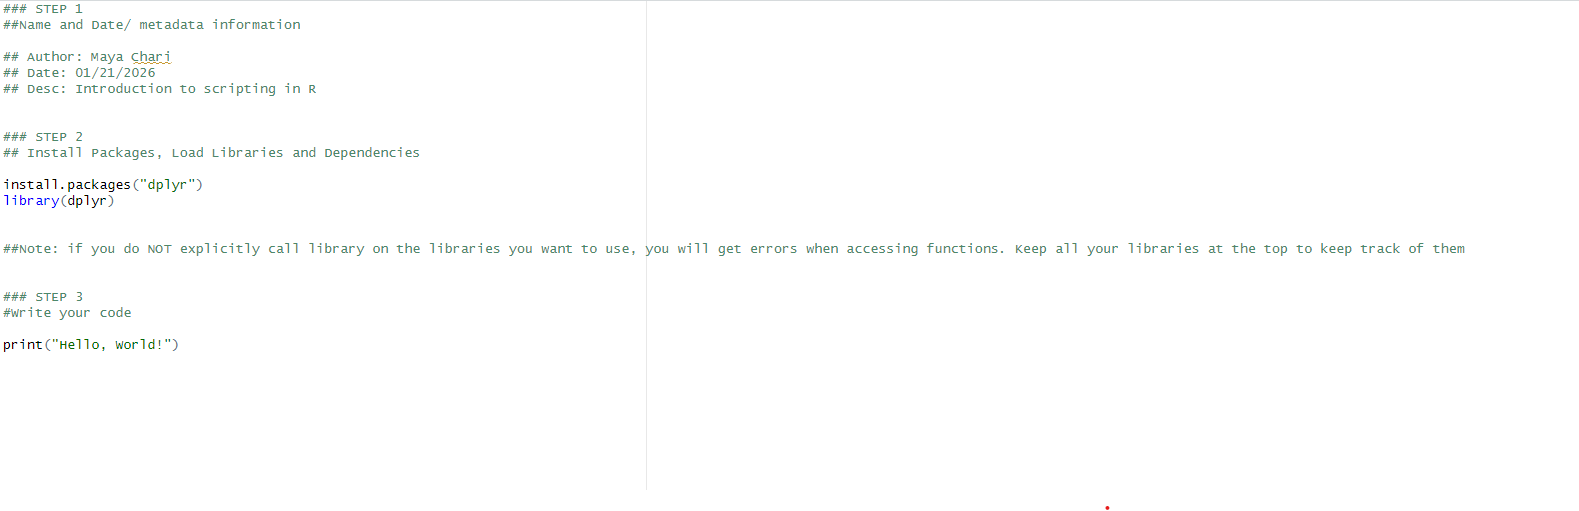 ### STEP 1
##Name and Date/ metadata information
## Author: Maya Chari
## Date: 01/21/2026
## Desc: Introduction to scripting in R
### STEP 2
## Install Packages, Load Libraries and Dependencies
install.packages("dplyr")
library(dplyr)
##Note: if you do NOT explicitly call library on the libraries you want to use, you will get errors when accessing functions. Keep all your libraries at the top to keep track of them
### STEP 3
#Write your code
print("Hello, World!")